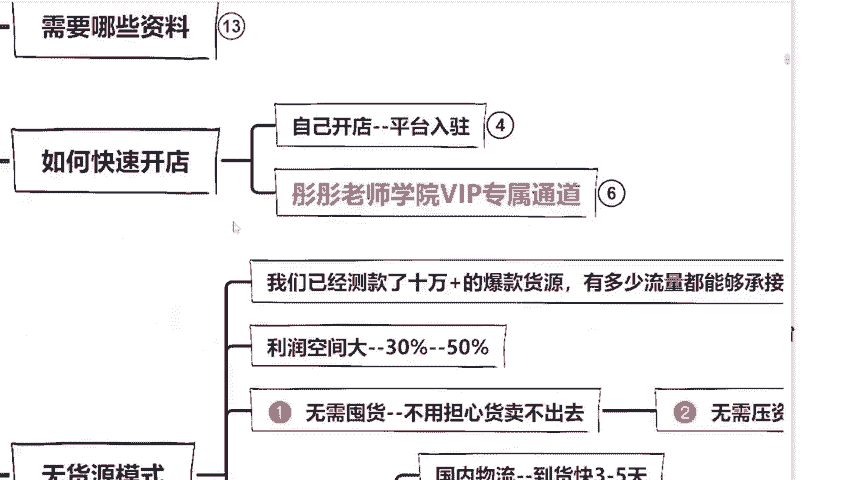 需要哪些资料 13
自己开店--平台入驻 4
如何快速开店
彤彤老师学院VIP专属通道 6
我们已经测款了十万+的爆款货源，有多少流量都能够承接
利润空间大--30%--50%
1 无需囤货--不用担心货卖不出去
2 无需压资
无货源模式
国内物流--到货快3-5天